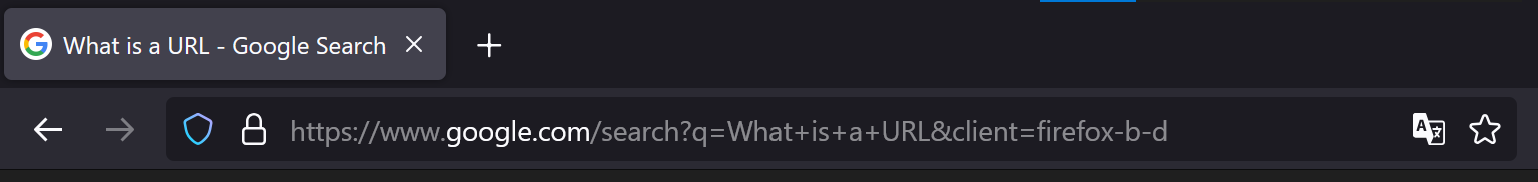 What is a URL - Google Search
https://www.google.com/search?q=What+is+a+URL&client=firefox-b-d